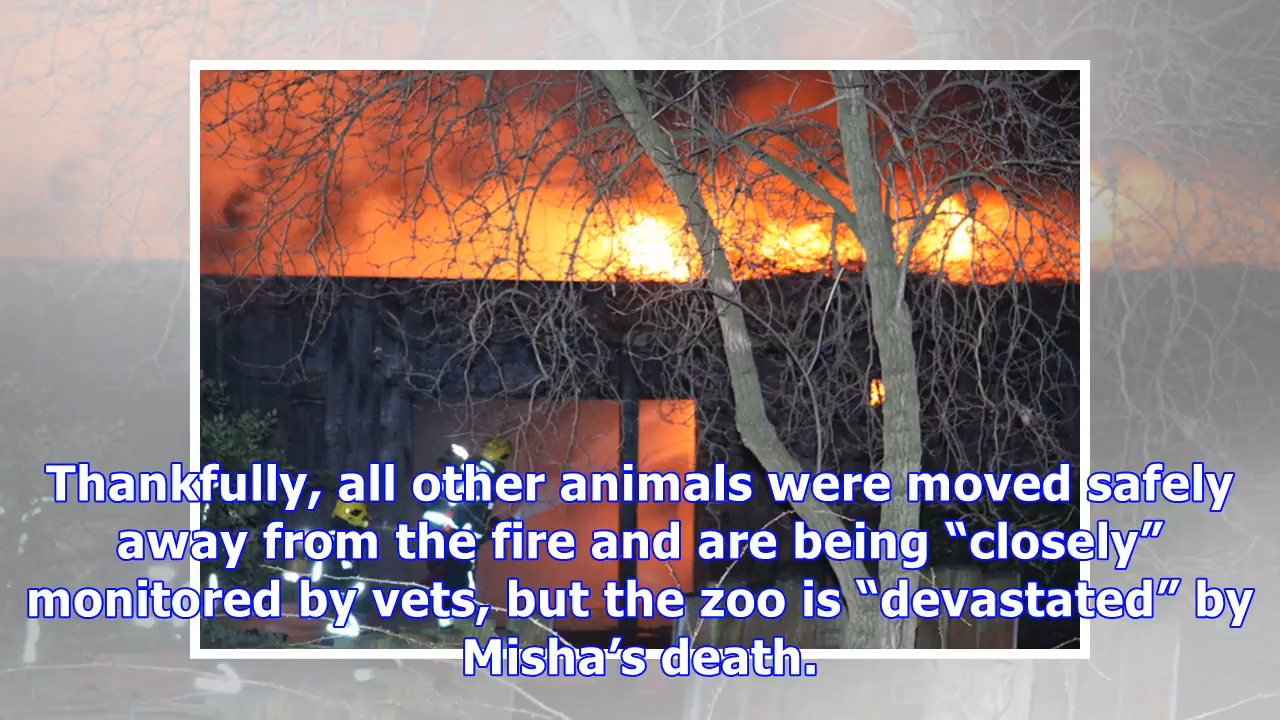 Thankfully, all other animals were moved safely
away from the fire and are being “closely”
monitored by vets, but the zoo is “devastated” by
Misha’s death.